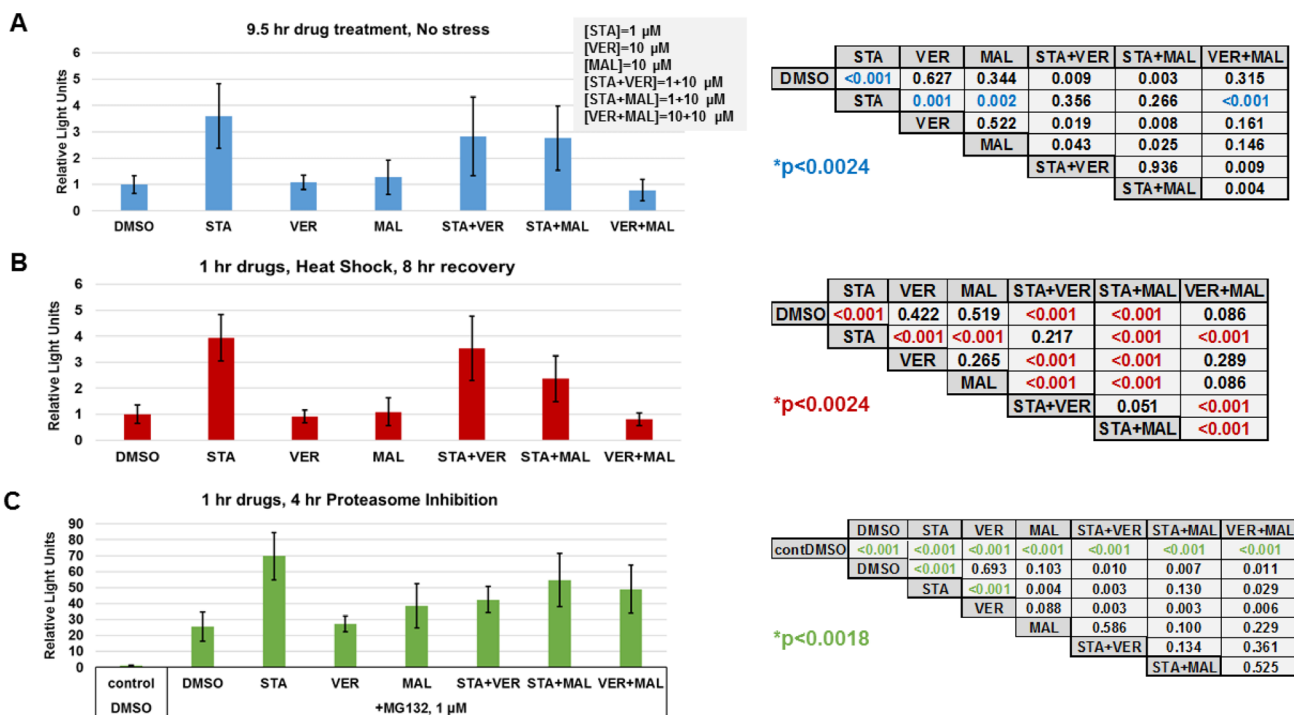 A
9.5 hr drug treatment, No stress
[STA]=1 µM
[VER]=10 µM
[MAL]=10 µM
[STA+VER]=1+10 µM
[STA+MAL]=1+10 µM
[VER+MAL]=10+10 µM
Relative Light Units
6
5
4
3
2
1
0
DMSO STA VER MAL STA+VER STA+MAL VER+MAL
STA VER MAL STA+VER STA+MAL VER+MAL
DMSO <0.001 0.627 0.344 0.009 0.003 0.315
STA 0.001 0.002 0.356 0.266 <0.001
VER 0.522 0.019 0.008 0.161
MAL 0.043 0.025 0.146
STA+VER 0.936 0.009
STA+MAL 0.004
*p<0.0024
B
1 hr drugs, Heat Shock, 8 hr recovery
Relative Light Units
6
5
4
3
2
1
0
DMSO STA VER MAL STA+VER STA+MAL VER+MAL
STA VER MAL STA+VER STA+MAL VER+MAL
DMSO <0.001 0.422 0.519 <0.001 <0.001 0.086
STA <0.001 <0.001 0.217 <0.001 <0.001
VER 0.265 <0.001 <0.001 0.289
MAL <0.001 <0.001 0.086
STA+VER 0.051 <0.001
STA+MAL <0.001
*p<0.0024
C
1 hr drugs, 4 hr Proteasome Inhibition
Relative Light Units
90
80
70
60
50
40
30
20
10
0
control DMSO STA VER MAL STA+VER STA+MAL VER+MAL
DMSO +MG132, 1 µM
DMSO STA VER MAL STA+VER STA+MAL VER+MAL
contDMSO <0.001 <0.001 <0.001 <0.001 <0.001 <0.001 <0.001
DMSO <0.001 0.693 0.103 0.010 0.007 0.011
STA <0.001 0.004 0.003 0.130 0.029
VER 0.088 0.003 0.003 0.006
MAL 0.586 0.100 0.229
STA+VER 0.134 0.361
STA+MAL 0.525
*p<0.0018